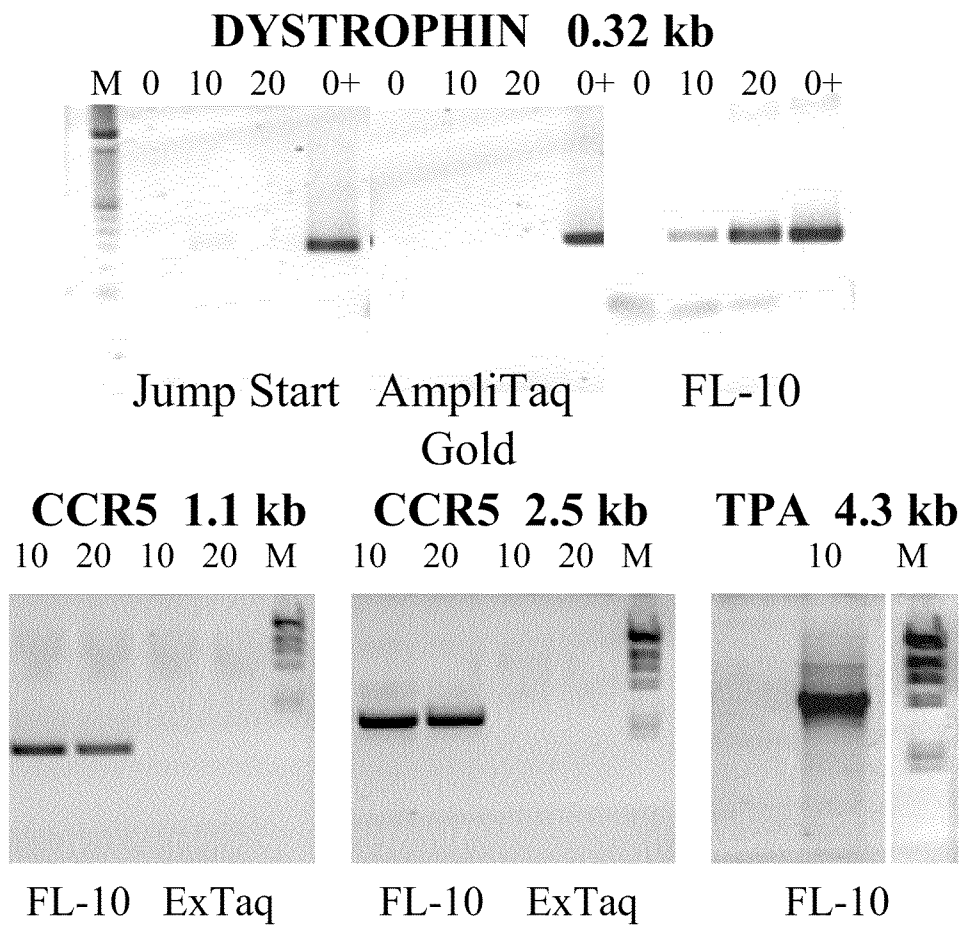 DYSTROPHIN 0.32 kb
M 0 10 20 0+ 0 10 20 0+ 0 10 20 0+
Jump Start AmpliTaq FL-10
Gold
CCR5 1.1 kb CCR5 2.5 kb TPA 4.3 kb
10 20 10 20 M 10 20 10 20 M 10 M
FL-10 ExTaq FL-10 ExTaq FL-10